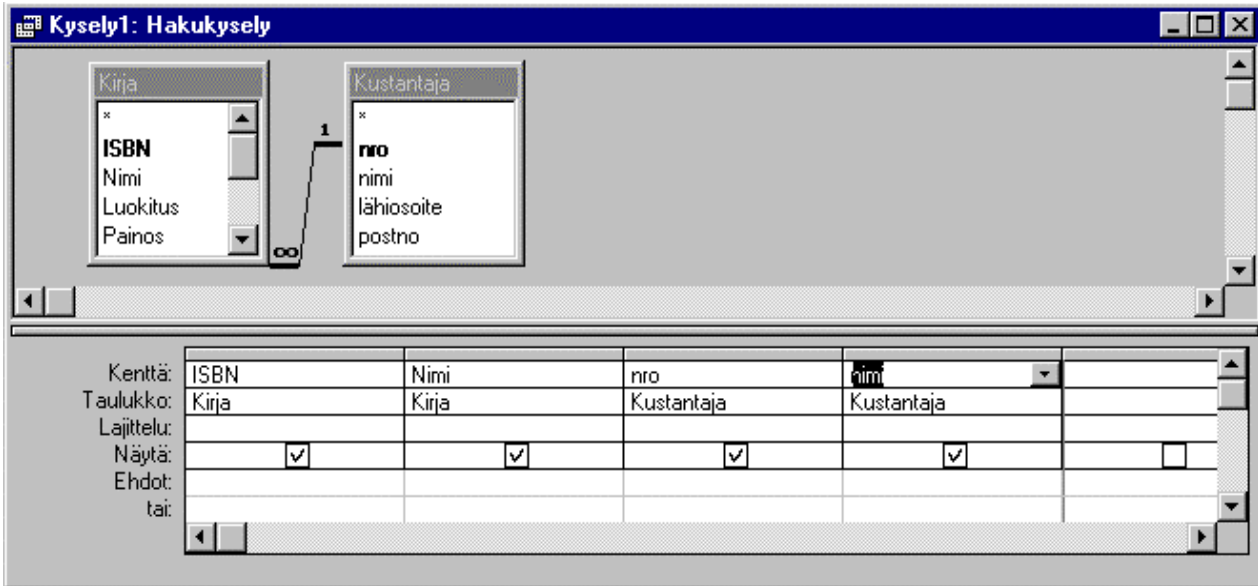 Kysely1: Hakukysely
Kirja
*
ISBN
Nimi
Luokitus
Painos
∞
1
Kustantaja
*
nro
nimi
lähiosoite
postno
Kenttä: ISBN Nimi nro nimi
Taulukko: Kirja Kirja Kustantaja Kustantaja
Lajittelu:
Näytä:
Ehdot:
tai: